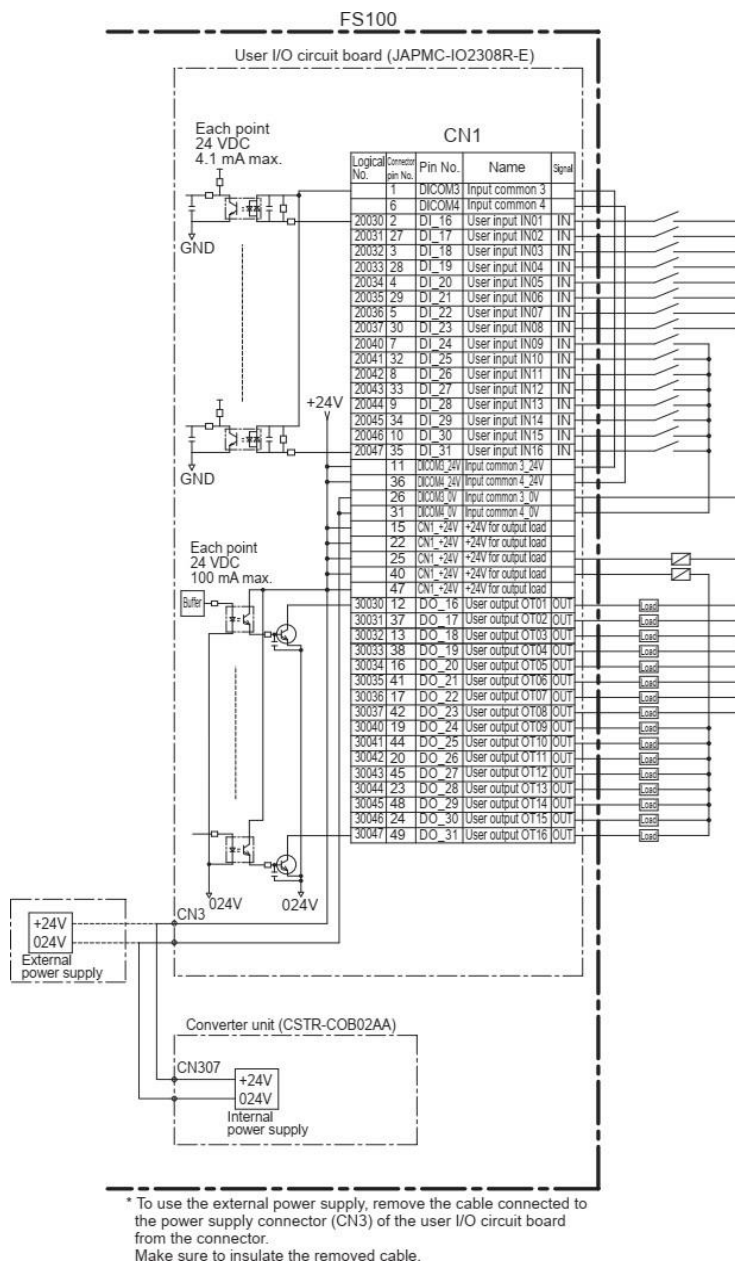 FS100
User I/O circuit board (JAPMC-IO2308R-E)
Each point
24 VDC
4.1 mA max.
GND
+24V
GND
Each point
24 VDC
100 mA max.
Buffer
024V
024V
CN1
Logical No. Connector pin No. Pin No. Name Signal
1 DICOM3 Input common 3
6 DICOM4 Input common 4
20030 2 DI_16 User input IN01 IN
20031 27 DI_17 User input IN02 IN
20032 3 DI_18 User input IN03 IN
20033 28 DI_19 User input IN04 IN
20034 4 DI_20 User input IN05 IN
20035 29 DI_21 User input IN06 IN
20036 5 DI_22 User input IN07 IN
20037 30 DI_23 User input IN08 IN
20040 7 DI_24 User input IN09 IN
20041 32 DI_25 User input IN10 IN
20042 8 DI_26 User input IN11 IN
20043 33 DI_27 User input IN12 IN
20044 9 DI_28 User input IN13 IN
20045 34 DI_29 User input IN14 IN
20046 10 DI_30 User input IN15 IN
20047 35 DI_31 User input IN16 IN
11 DICOM3_24V Input common 3_24V
36 DICOM4_24V Input common 4_24V
26 DICOM3_0V Input common 3_0V
31 DICOM4_0V Input common 4_0V
15 CN1_+24V +24V for output load
22 CN1_+24V +24V for output load
25 CN1_+24V +24V for output load
40 CN1_+24V +24V for output load
47 CN1_+24V +24V for output load
30030 12 DO_16 User output OT01 OUT Load
30031 37 DO_17 User output OT02 OUT Load
30032 13 DO_18 User output OT03 OUT Load
30033 38 DO_19 User output OT04 OUT Load
30034 16 DO_20 User output OT05 OUT Load
30035 41 DO_21 User output OT06 OUT Load
30036 17 DO_22 User output OT07 OUT Load
30037 42 DO_23 User output OT08 OUT Load
30040 19 DO_24 User output OT09 OUT Load
30041 44 DO_25 User output OT10 OUT Load
30042 20 DO_26 User output OT11 OUT Load
30043 45 DO_27 User output OT12 OUT Load
30044 23 DO_28 User output OT13 OUT Load
30045 48 DO_29 User output OT14 OUT Load
30046 24 DO_30 User output OT15 OUT Load
30047 49 DO_31 User output OT16 OUT Load
CN3
+24V
024V
External
power supply
Converter unit (CSTR-COB02AA)
CN307
+24V
024V
Internal
power supply
* To use the external power supply, remove the cable connected to
the power supply connector (CN3) of the user I/O circuit board
from the connector.
Make sure to insulate the removed cable.